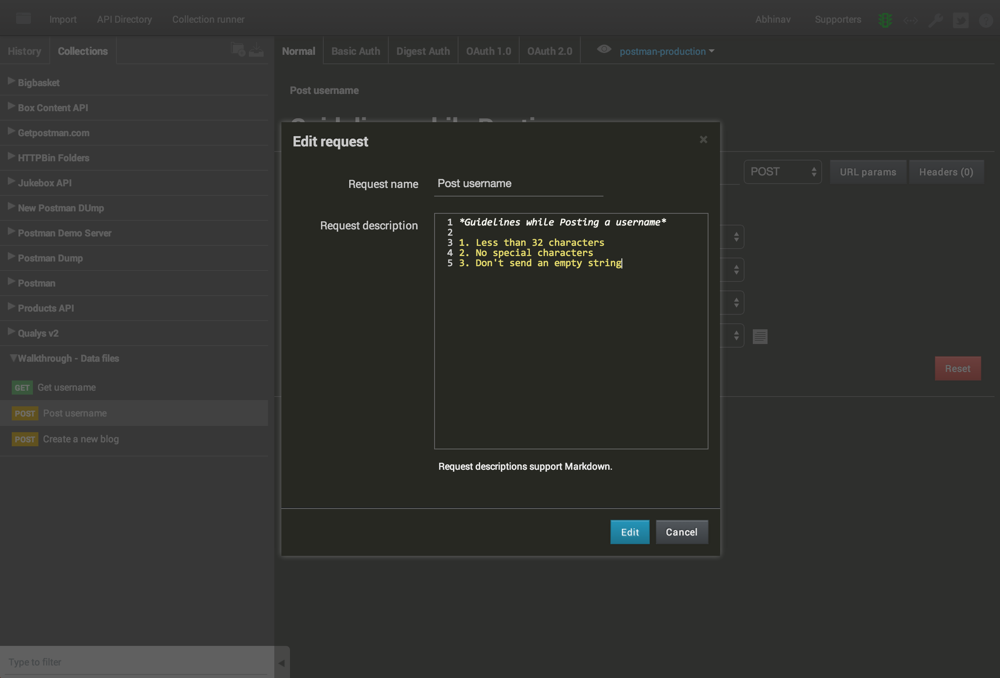 Import
API Directory
Collection runner
Abhinav
Supporters
History
Collections
Normal
Basic Auth
Digest Auth
OAuth 1.0
OAuth 2.0
postman-production
Bigbasket
Box Content API
Getpostman.com
HTTPBin Folders
Jukebox API
New Postman DUmp
Postman Demo Server
Postman Dump
Postman
Products API
Qualys v2
Walkthrough - Data files
GET Get username
POST Post username
POST Create a new blog
Type to filter
Post username
POST
URL params
Headers (0)
Reset
Edit request
Request name
Post username
Request description
1 *Guidelines while Posting a username*
2
3 1. Less than 32 characters
4 2. No special characters
5 3. Don't send an empty string
Request descriptions support Markdown.
Edit
Cancel